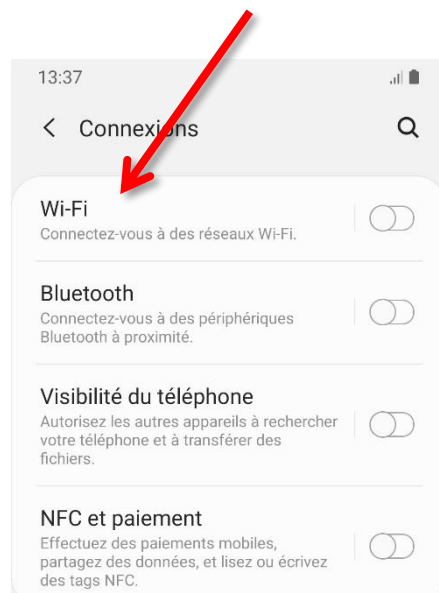 13:37
Connexions
Wi-Fi
Connectez-vous à des réseaux Wi-Fi.
Bluetooth
Connectez-vous à des périphériques
Bluetooth à proximité.
Visibilité du téléphone
Autorisez les autres appareils à rechercher
votre téléphone et à transférer des
fichiers.
NFC et paiement
Effectuez des paiements mobiles,
partagez des données, et lisez ou écrivez
des tags NFC.